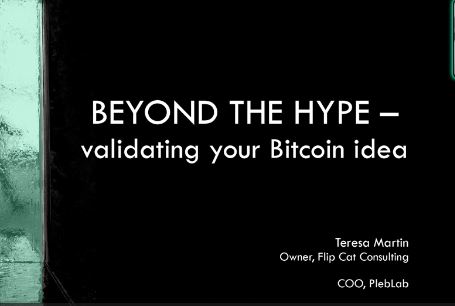 BEYOND THE HYPE –
validating your Bitcoin idea
Teresa Martin
Owner, Flip Cat Consulting
COO, PlebLab